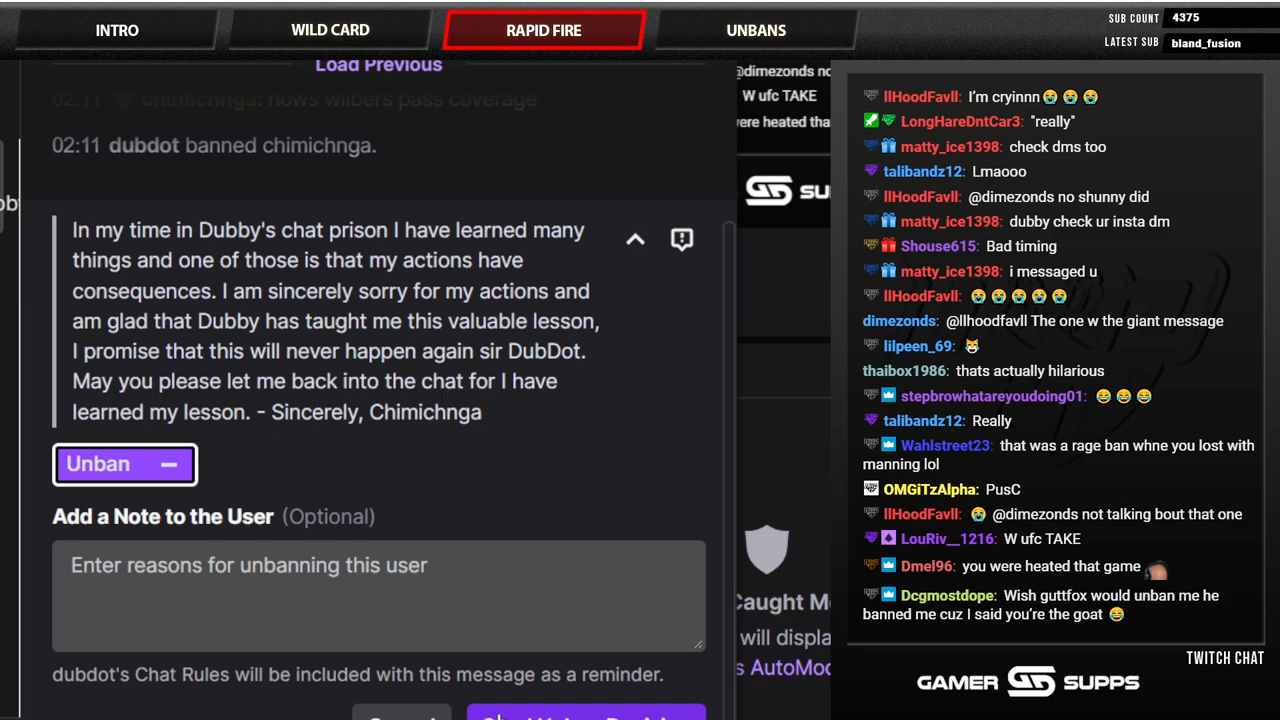 INTRO
WILD CARD
RAPID FIRE
UNBANS
SUB COUNT 4375
LATEST SUB bland_fusion
Load Previous
02:11 chimichnga: hows wilbers pass coverage
02:11 dubdot banned chimichnga.
In my time in Dubby's chat prison I have learned many
things and one of those is that my actions have
consequences. I am sincerely sorry for my actions and
am glad that Dubby has taught me this valuable lesson,
I promise that this will never happen again sir DubDot.
May you please let me back into the chat for I have
learned my lesson. - Sincerely, Chimichnga
Unban
Add a Note to the User (Optional)
Enter reasons for unbanning this user
dubdot's Chat Rules will be included with this message as a reminder.
@dimezonds no
W ufc TAKE
were heated tha
SU
Caught M
will displa
s AutoMod
llHoodFavll: I'm cryinnn 😭 😭 😭
LongHareDntCar3: "really"
matty_ice1398: check dms too
talibandz12: Lmaooo
llHoodFavll: @dimezonds no shunny did
matty_ice1398: dubby check ur insta dm
Shouse615: Bad timing
matty_ice1398: i messaged u
llHoodFavll: 😭 😭 😭 😭 😭
dimezonds: @llhoodfavll The one w the giant message
lilpeen_69: 😹
thaibox1986: thats actually hilarious
stepbrowhatareyoudoing01: 😂 😂 😂
talibandz12: Really
Wahlstreet23: that was a rage ban whne you lost with
manning lol
OMGiTzAlpha: PusC
llHoodFavll: 😭 @dimezonds not talking bout that one
LouRiv__1216: W ufc TAKE
Dmel96: you were heated that game
Dcgmostdope: Wish guttfox would unban me he
banned me cuz I said you're the goat 😂
TWITCH CHAT
GAMER SUPPS